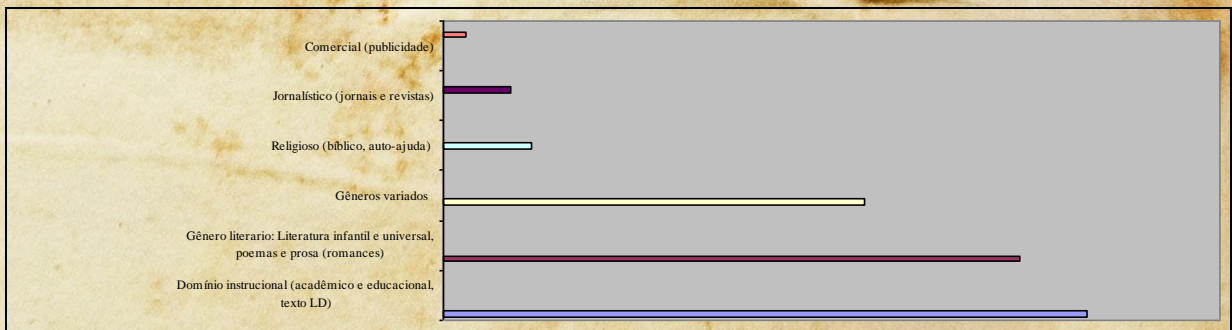 Comercial (publicidade)
Jornalístico (jornais e revistas)
Religioso (bíblico, auto-ajuda)
Gêneros variados
Gênero literario: Literatura infantil e universal,
poemas e prosa (romances)
Domínio instrucional (acadêmico e educacional,
texto LD)